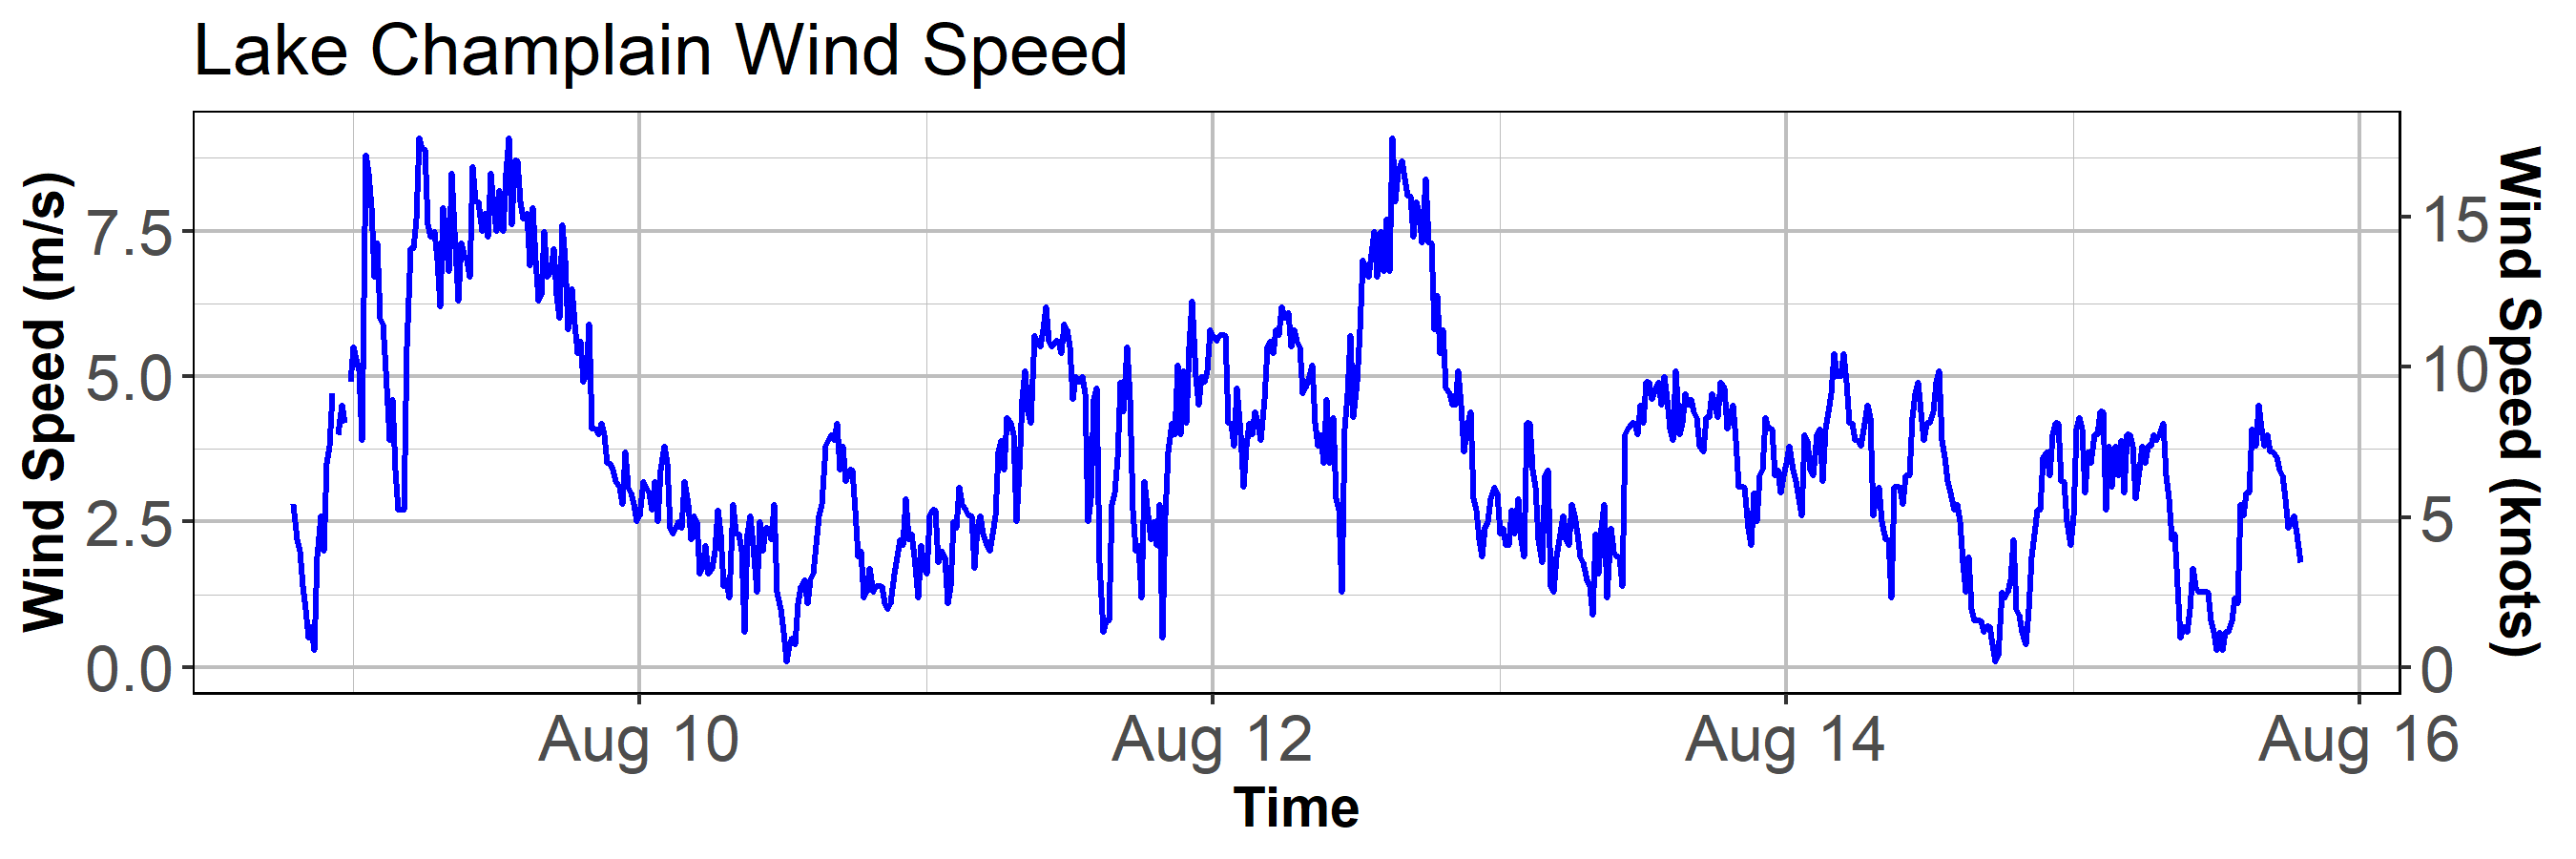 Lake Champlain Wind Speed
Wind Speed (m/s)
7.5
5.0
2.5
0.0
15
10
5
0
Wind Speed (knots)
Aug 10
Aug 12
Aug 14
Aug 16
Time